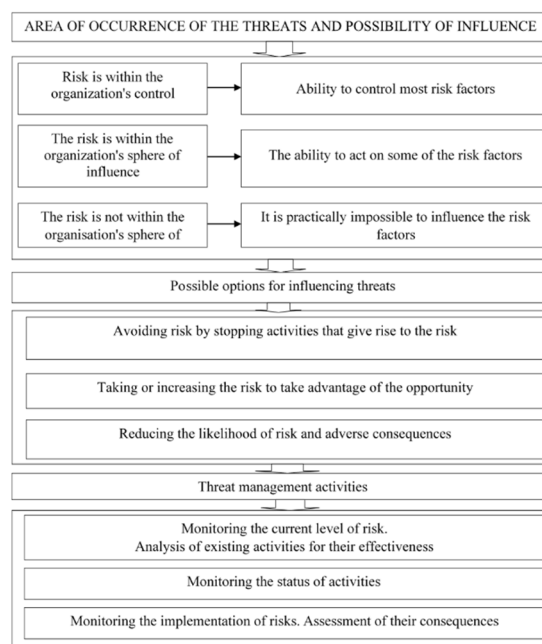 AREA OF OCCURRENCE OF THE THREATS AND POSSIBILITY OF INFLUENCE
Risk is within the
organization's control
Ability to control most risk factors
The risk is within the
organization's sphere of
influence
The ability to act on some of the risk factors
The risk is not within the
organisation's sphere of
It is practically impossible to influence the risk
factors
Possible options for influencing threats
Avoiding risk by stopping activities that give rise to the risk
Taking or increasing the risk to take advantage of the opportunity
Reducing the likelihood of risk and adverse consequences
Threat management activities
Monitoring the current level of risk.
Analysis of existing activities for their effectiveness
Monitoring the status of activities
Monitoring the implementation of risks. Assessment of their consequences